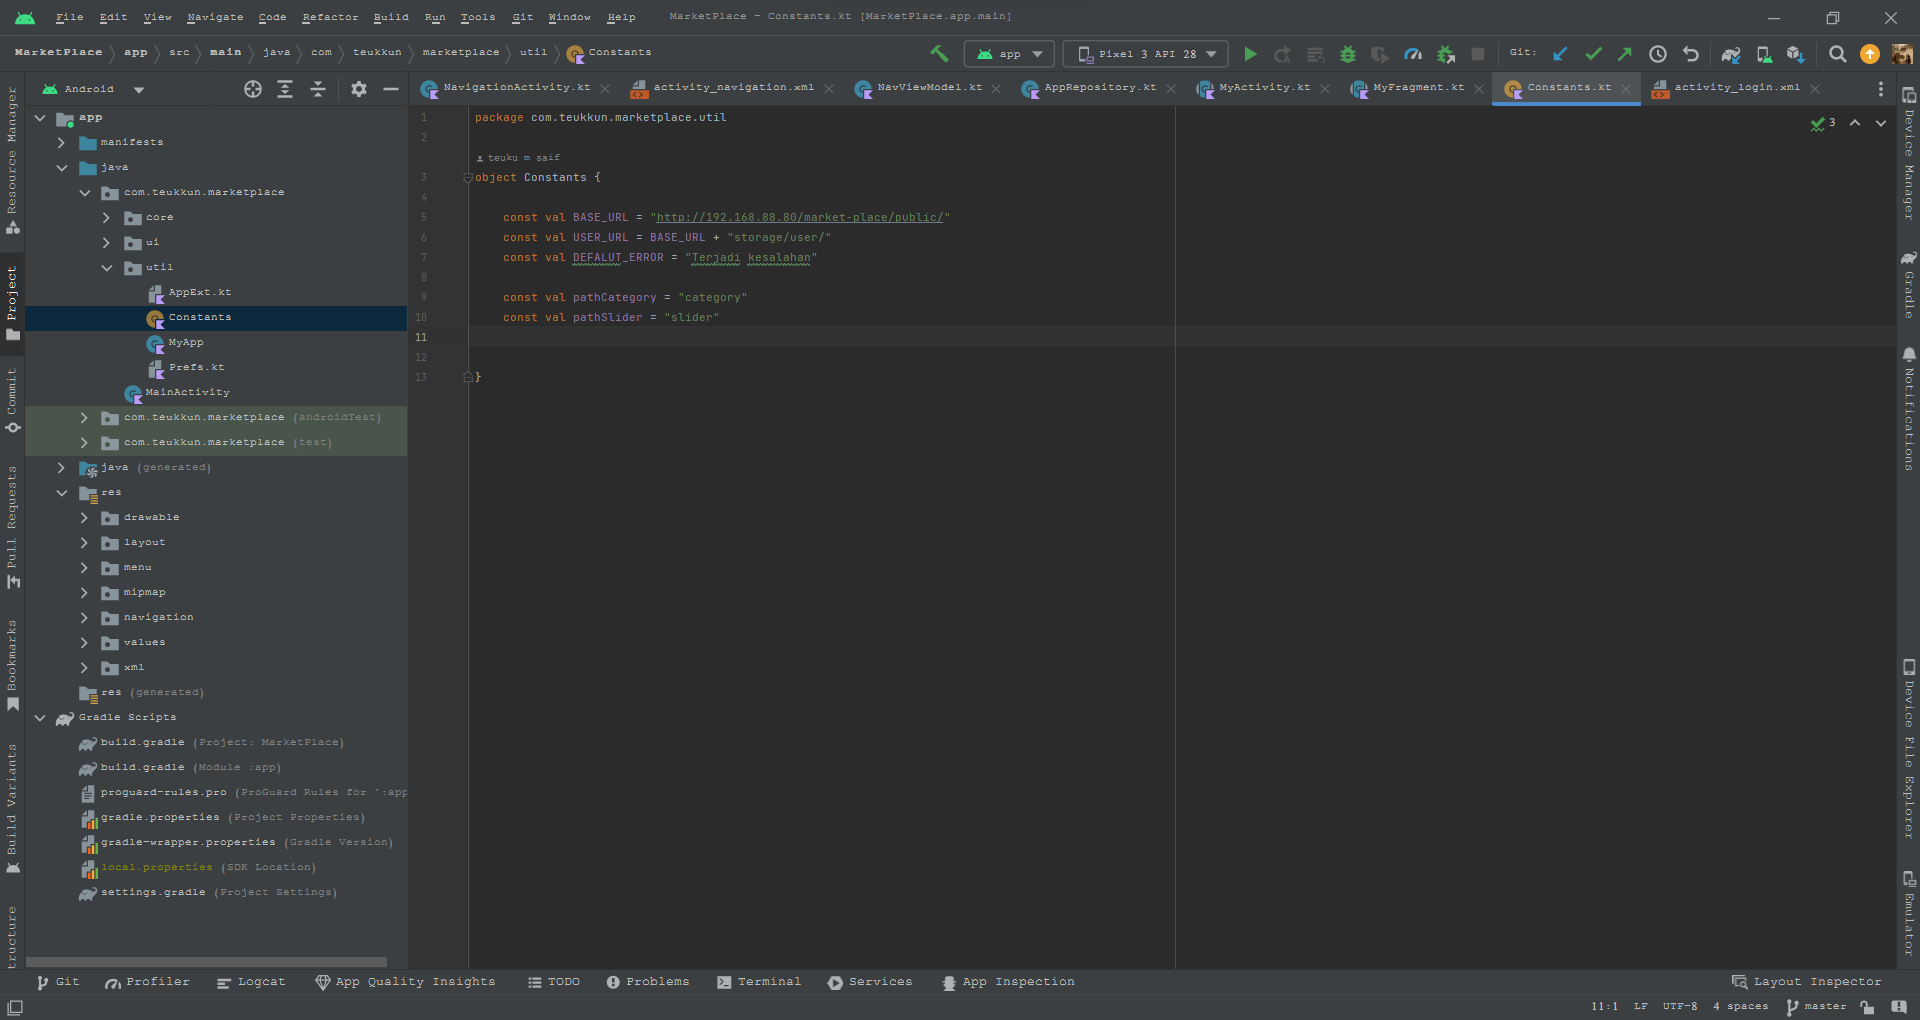 File Edit View Navigate Code Refactor Build Run Tools Git Window Help MarketPlace - Constants.kt [MarketPlace.app.main]
MarketPlace app src main java com teukkun marketplace util Constants app Pixel 3 API 28 Git:
Android
NavigationActivity.kt activity_navigation.xml NavViewModel.kt AppRepository.kt MyActivity.kt MyFragment.kt Constants.kt activity_login.xml
Resource Manager
Project
Commit
Pull Requests
Bookmarks
Build Variants
tructure
app
manifests
java
com.teukkun.marketplace
core
ui
util
AppExt.kt
Constants
MyApp
Prefs.kt
MainActivity
com.teukkun.marketplace (androidTest)
com.teukkun.marketplace (test)
java (generated)
res
drawable
layout
menu
mipmap
navigation
values
xml
res (generated)
Gradle Scripts
build.gradle (Project: MarketPlace)
build.gradle (Module :app)
proguard-rules.pro (ProGuard Rules for ":app
gradle.properties (Project Properties)
gradle-wrapper.properties (Gradle Version)
local.properties (SDK Location)
settings.gradle (Project Settings)
1 package com.teukkun.marketplace.util
2
teuku m saif
3 object Constants {
4
5 const val BASE_URL = "http://192.168.88.80/market-place/public/"
6 const val USER_URL = BASE_URL + "storage/user/"
7 const val DEFALUT_ERROR = "Terjadi kesalahan"
8
9 const val pathCategory = "category"
10 const val pathSlider = "slider"
11
12
13 }
3
Device Manager
Gradle
Notifications
Device File Explorer
Emulator
Git Profiler Logcat App Quality Insights TODO Problems Terminal Services App Inspection Layout Inspector
11:1 LF UTF-8 4 spaces master